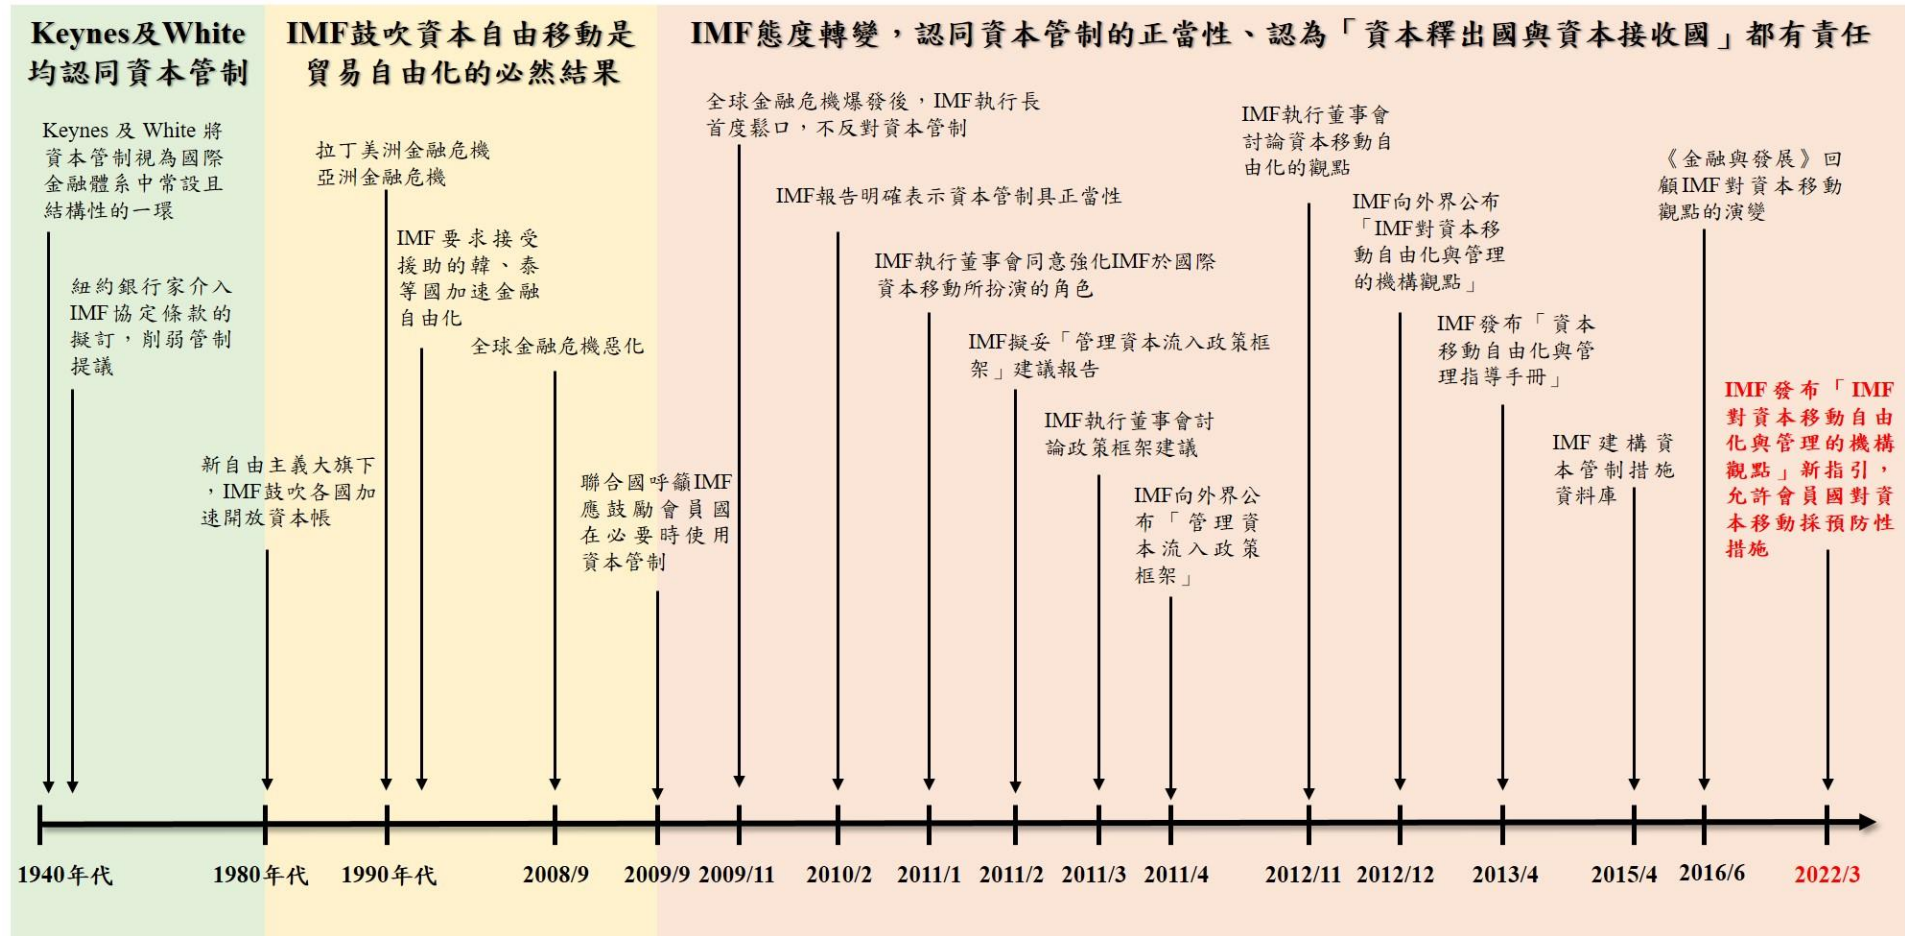 Keynes及White
均認同資本管制
IMF鼓吹資本自由移動是
貿易自由化的必然結果
IMF態度轉變，認同資本管制的正當性、認為「資本釋出國與資本接收國」都有責任
Keynes 及 White 將
資本管制視為國際
金融體系中常設且
結構性的一環
紐約銀行家介入
IMF協定條款的
擬訂，削弱管制
提議
新自由主義大旗下
，IMF鼓吹各國加
速開放資本帳
拉丁美洲金融危機
亞洲金融危機
IMF要求接受
援助的韓、泰
等國加速金融
自由化
全球金融危機惡化
聯合國呼籲IMF
應鼓勵會員國
在必要時使用
資本管制
全球金融危機爆發後，IMF執行長
首度鬆口，不反對資本管制
IMF報告明確表示資本管制具正當性
IMF執行董事會同意強化IMF於國際
資本移動所扮演的角色
IMF擬妥「管理資本流入政策框
架」建議報告
IMF執行董事會討
論政策框架建議
IMF向外界公
布「管理資
本流入政策
框架」
IMF執行董事會
討論資本移動自
由化的觀點
IMF向外界公布
「IMF對資本移
動自由化與管理
的機構觀點」
IMF發布「資本
移動自由化與管
理指導手冊」
IMF建構資
本管制措施
資料庫
《金融與發展》回
顧IMF對資本移動
觀點的演變
IMF發布「IMF
對資本移動自由
化與管理的機構
觀點」新指引，
允許會員國對資
本移動採預防性
措施
1940年代
1980年代
1990年代
2008/9
2009/9
2009/11
2010/2
2011/1
2011/2
2011/3
2011/4
2012/11
2012/12
2013/4
2015/4
2016/6
2022/3